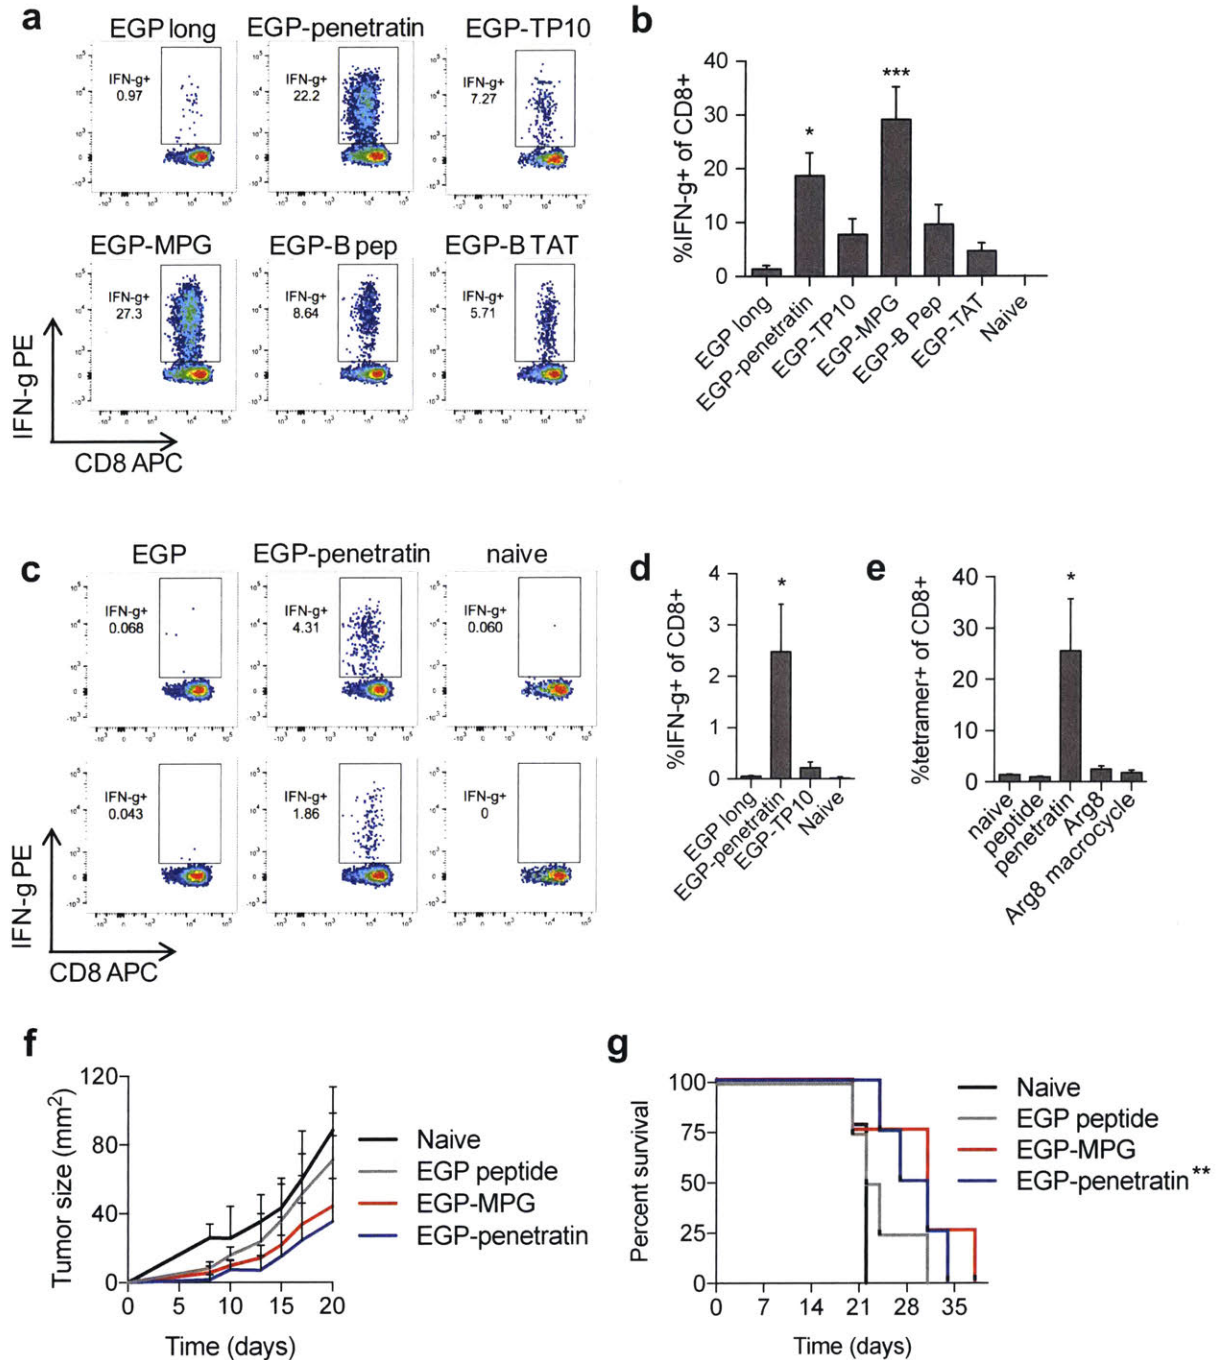 a
EGP long EGP-penetratin EGP-TP10
IFN-g+
0.97
IFN-g+
22.2
IFN-g+
7.27
EGP-MPG EGP-B pep EGP-B TAT
IFN-g+
27.3
IFN-g+
8.64
IFN-g+
5.71
IFN-g PE
CD8 APC
b
%IFN-g+ of CD8+
40
30
20
10
0
*
***
EGP long
EGP-penetratin
EGP-TP10
EGP-MPG
EGP-B Pep
EGP-TAT
Naive
c
EGP EGP-penetratin naive
IFN-g+
0.068
IFN-g+
4.31
IFN-g+
0.060
IFN-g+
0.043
IFN-g+
1.86
IFN-g+
0
IFN-g PE
CD8 APC
d
%IFN-g+ of CD8+
4
3
2
1
0
*
EGP long
EGP-penetratin
EGP-TP10
Naive
e
%tetramer+ of CD8+
40
30
20
10
0
*
naive
peptide
penetratin
Arg8
Arg8 macrocycle
f
Tumor size (mm²)
120
80
40
0
0 5 10 15 20
Time (days)
Naive
EGP peptide
EGP-MPG
EGP-penetratin
g
Percent survival
100
75
50
25
0
0 7 14 21 28 35
Time (days)
Naive
EGP peptide
EGP-MPG
EGP-penetratin**